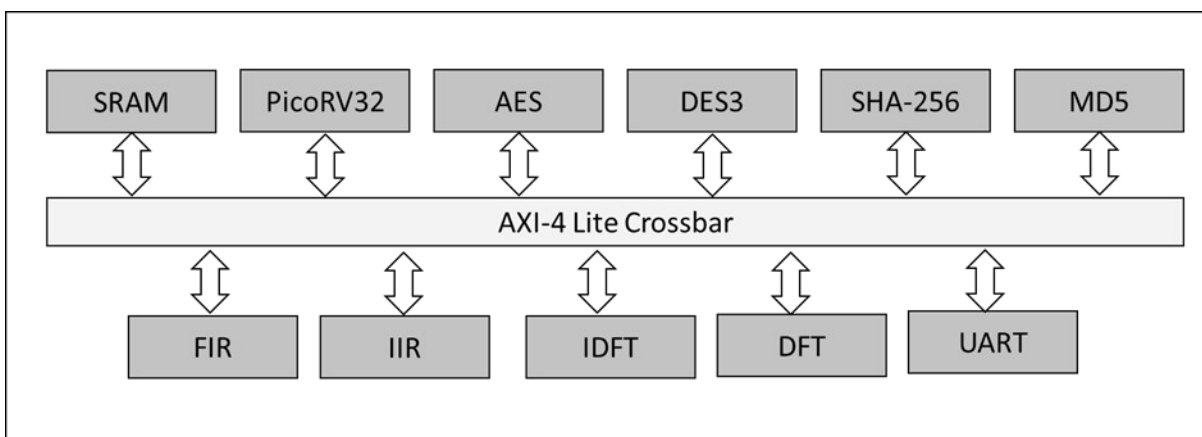 SRAM PicoRV32 AES DES3 SHA-256 MD5
AXI-4 Lite Crossbar
FIR IIR IDFT DFT UART